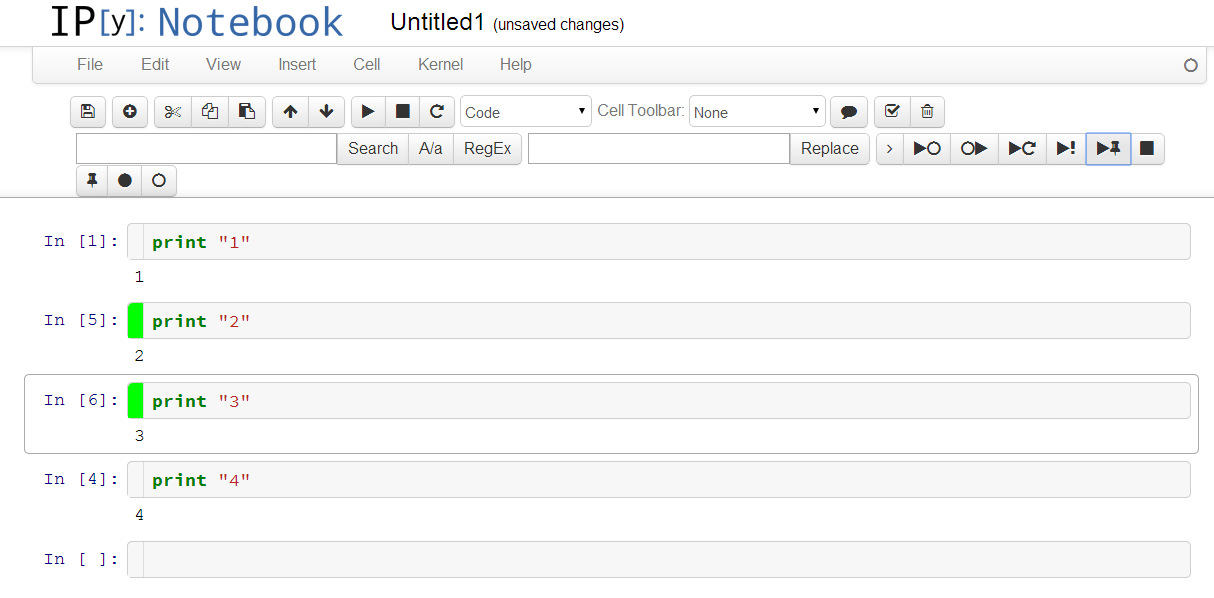 IP[y]: Notebook Untitled1 (unsaved changes)
File Edit View Insert Cell Kernel Help
Code Cell Toolbar: None
Search A/a RegEx Replace
In [1]: print "1"
1
In [5]: print "2"
2
In [6]: print "3"
3
In [4]: print "4"
4
In [ ]: